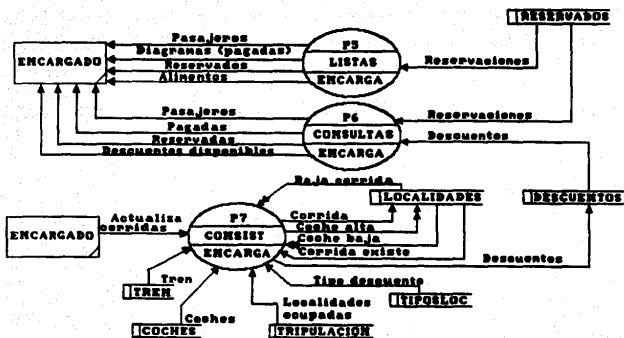 Pasajeros
Diagramas (pagadas)
Reservados
Alimentos
ENCARGADO
P5
LISTAS
ENCARGA
Reservaciones
RESERVADOS
Pasajeros
Pagadas
Reservadas
Descuentos disponibles
P6
CONSULTAS
ENCARGA
Reservaciones
Descuentos
Baja corrida
LOCALIDADES
DESCUENTOS
ENCARGADO
Actualiza
corridas
P7
CONSIST
ENCARGA
Corrida
Coche alta
Coche baja
Corrida existe
Descuentos
Tren
TREN
Coches
COCHES
Localidades
ocupadas
TRIPULACION
Tipo descuento
TIPOSLOC